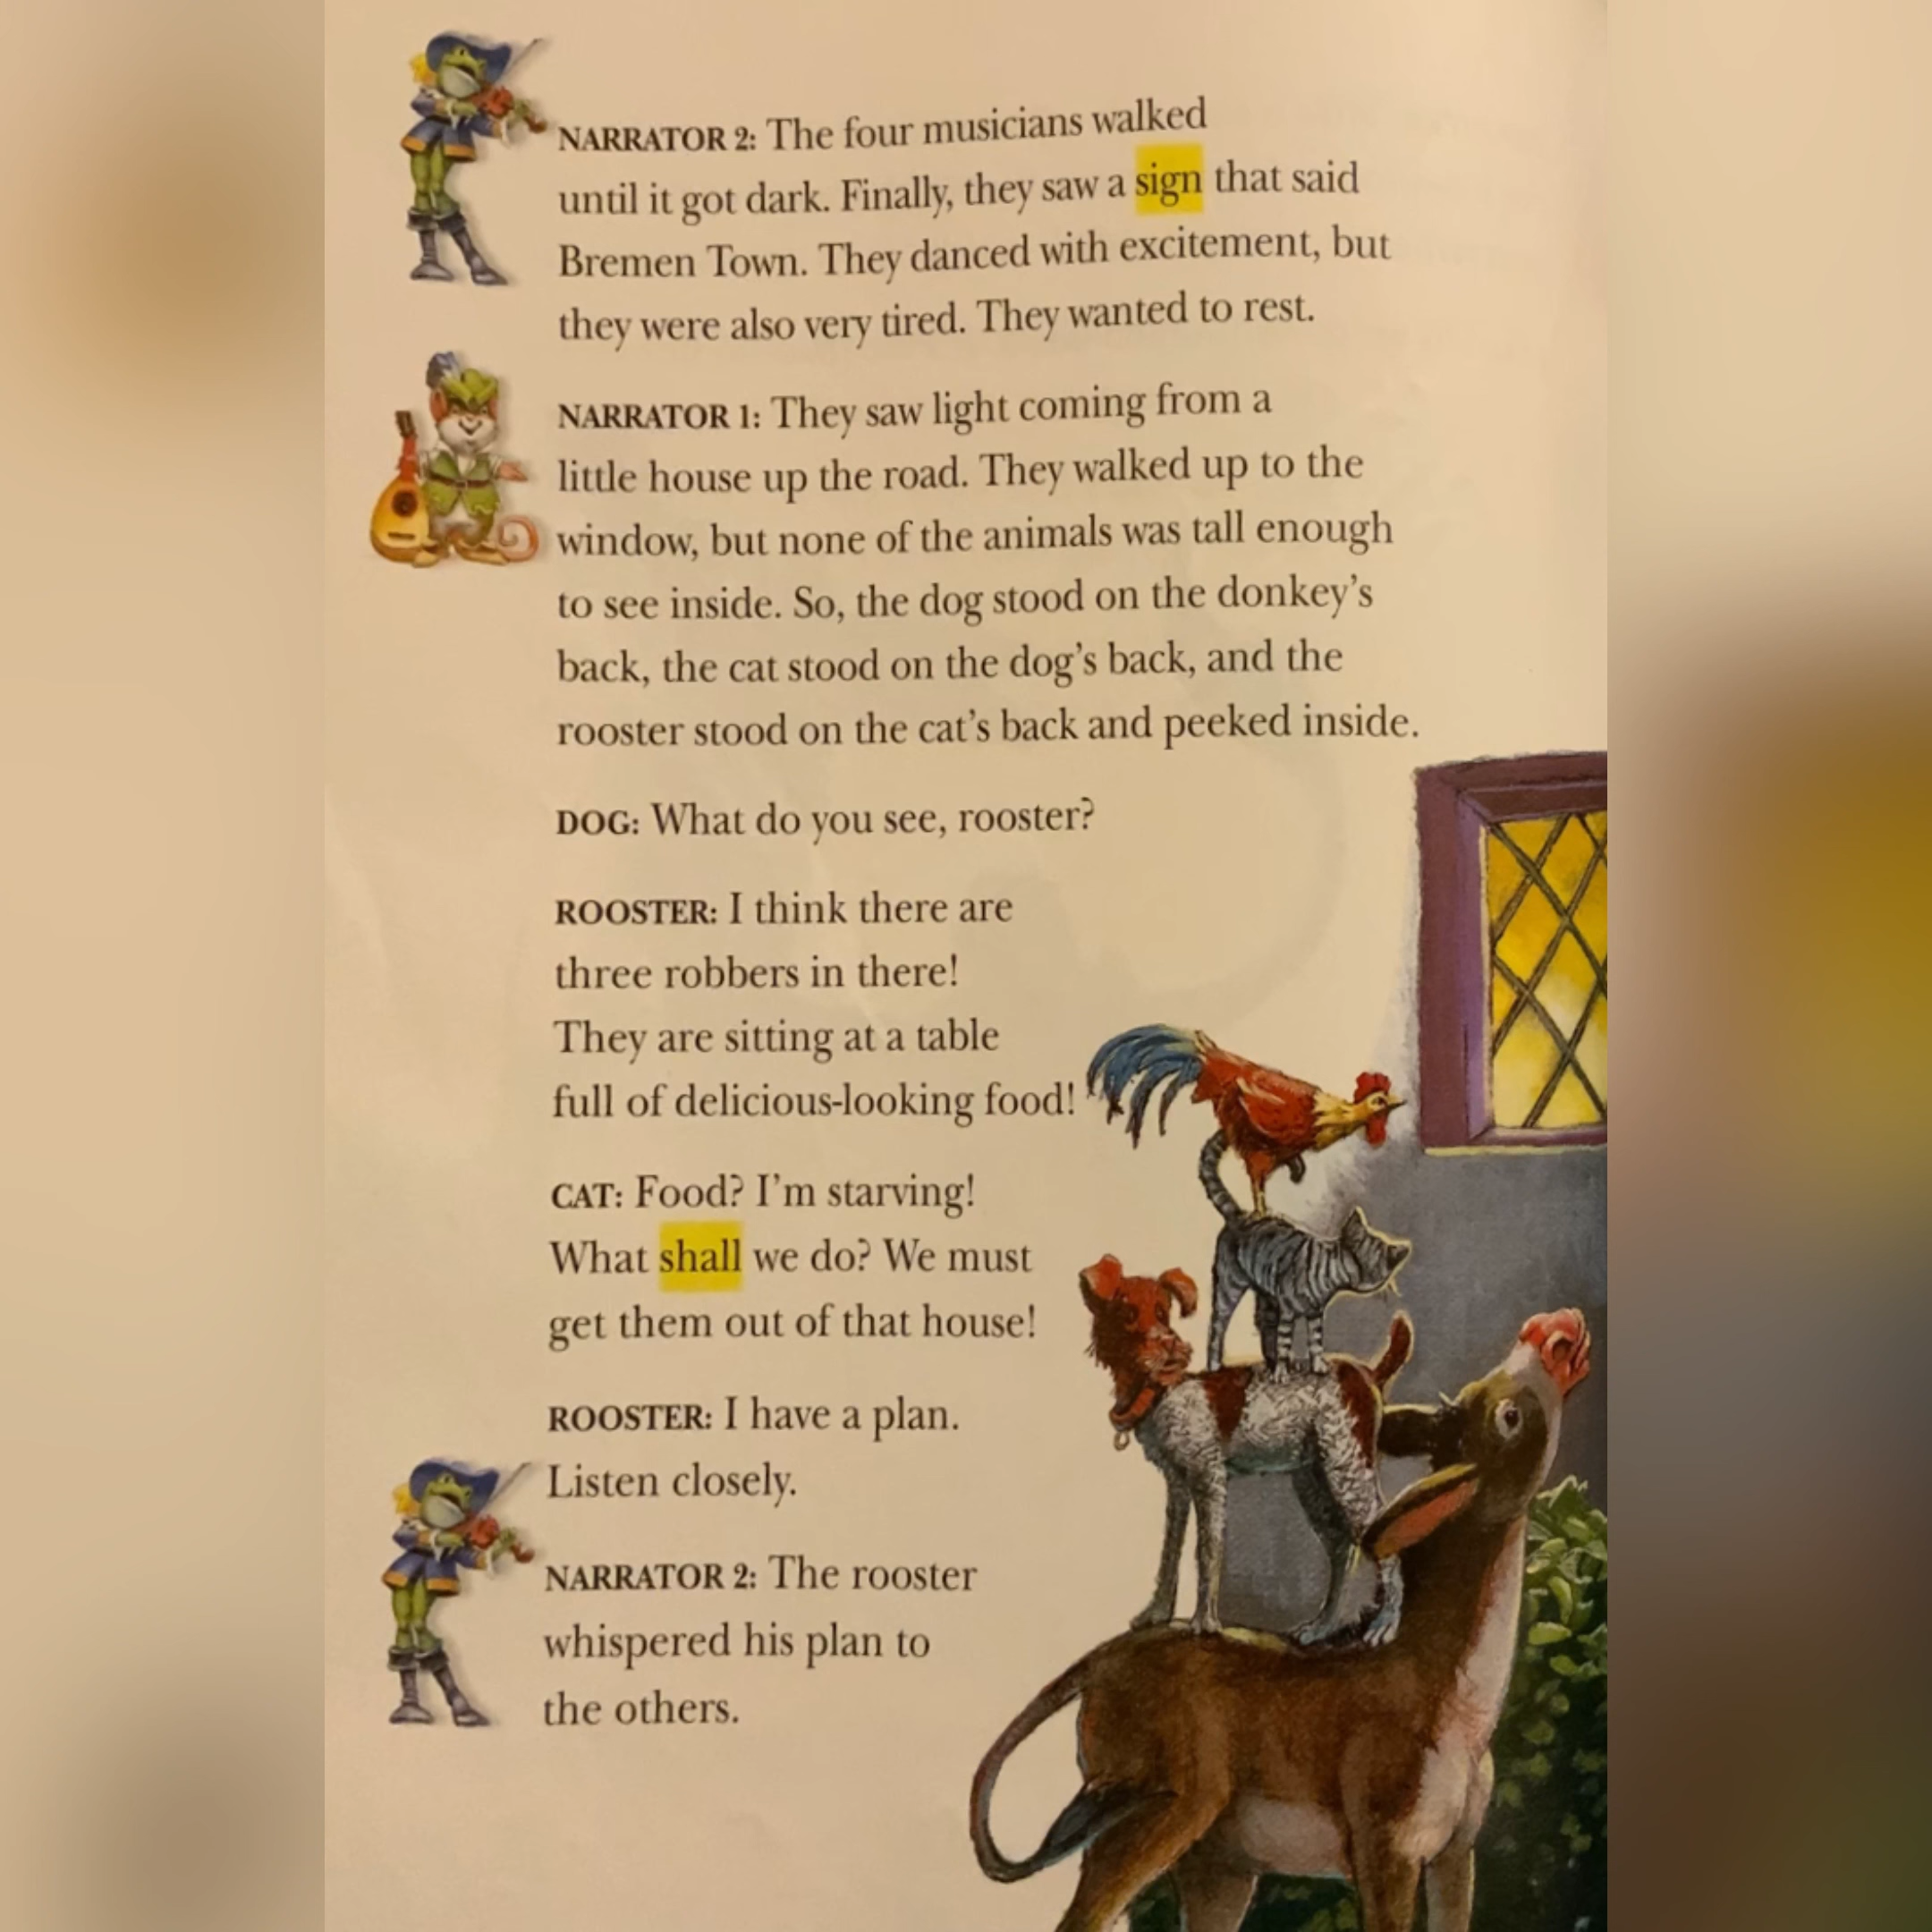 NARRATOR 2: The four musicians walked
until it got dark. Finally, they saw a sign that said
Bremen Town. They danced with excitement, but
they were also very tired. They wanted to rest.
NARRATOR 1: They saw light coming from a
little house up the road. They walked up to the
window, but none of the animals was tall enough
to see inside. So, the dog stood on the donkey’s
back, the cat stood on the dog’s back, and the
rooster stood on the cat’s back and peeked inside.
DOG: What do you see, rooster?
ROOSTER: I think there are
three robbers in there!
They are sitting at a table
full of delicious-looking food!
CAT: Food? I’m starving!
What shall we do? We must
get them out of that house!
ROOSTER: I have a plan.
Listen closely.
NARRATOR 2: The rooster
whispered his plan to
the others.